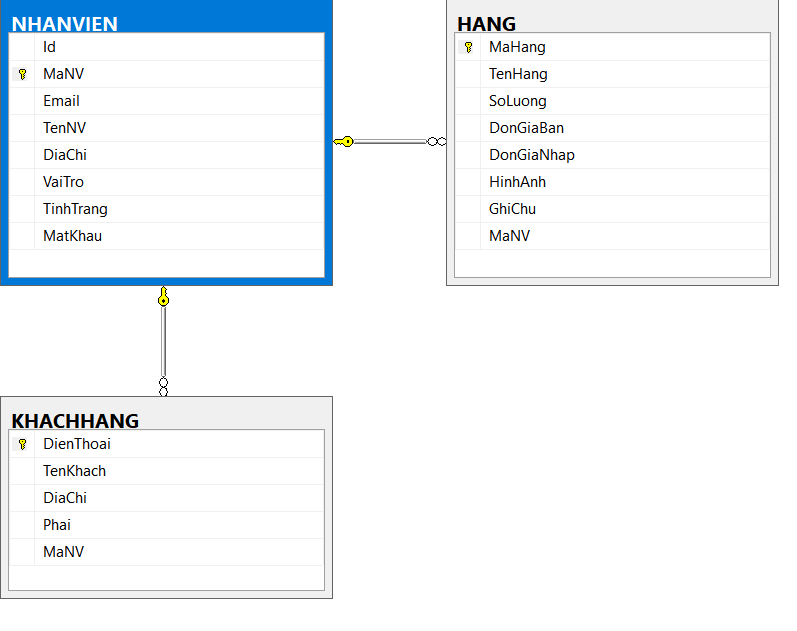 NHANVIEN
Id
MaNV
Email
TenNV
DiaChi
VaiTro
TinhTrang
MatKhau
HANG
MaHang
TenHang
SoLuong
DonGiaBan
DonGiaNhap
HinhAnh
GhiChu
MaNV
KHACHHANG
DienThoai
TenKhach
DiaChi
Phai
MaNV